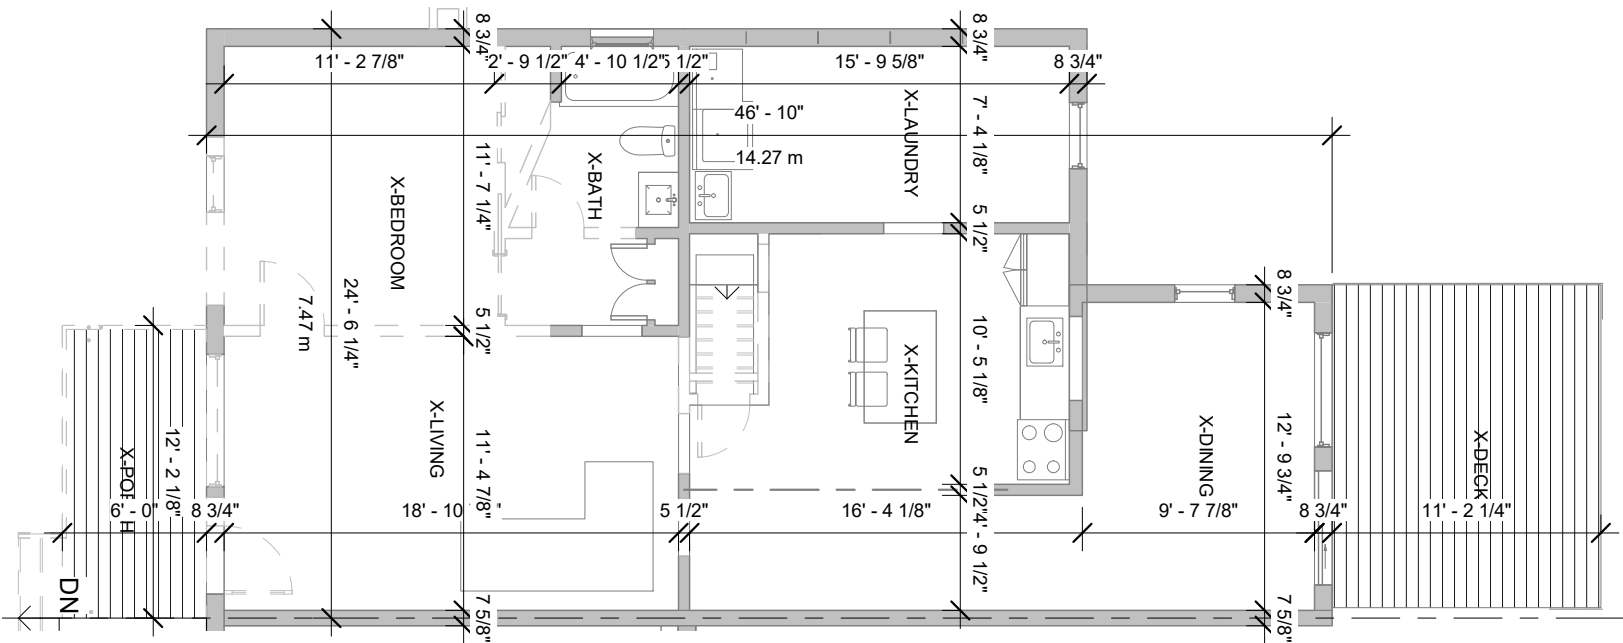 8 3/4"
8 3/4"
11' - 2 7/8"
2' - 9 1/2"
4' - 10 1/2"
5 1/2"
15' - 9 5/8"
8 3/4"
46' - 10"
14.27 m
X-LAUNDRY
7' - 4 1/8"
X-BEDROOM
11' - 7 1/4"
X-BATH
5 1/2"
8 3/4"
24' - 6 1/4"
7.47 m
5 1/2"
X-KITCHEN
10' - 5 1/8"
X-LIVING
11' - 4 7/8"
X-DINING
12' - 9 3/4"
X-DECK
12' - 2 1/8"
6' - 0"
8 3/4"
18' - 10
5 1/2"
16' - 4 1/8"
5 1/2"
4' - 9 1/2"
9' - 7 7/8"
8 3/4"
11' - 2 1/4"
DN
7 5/8"
7 5/8"